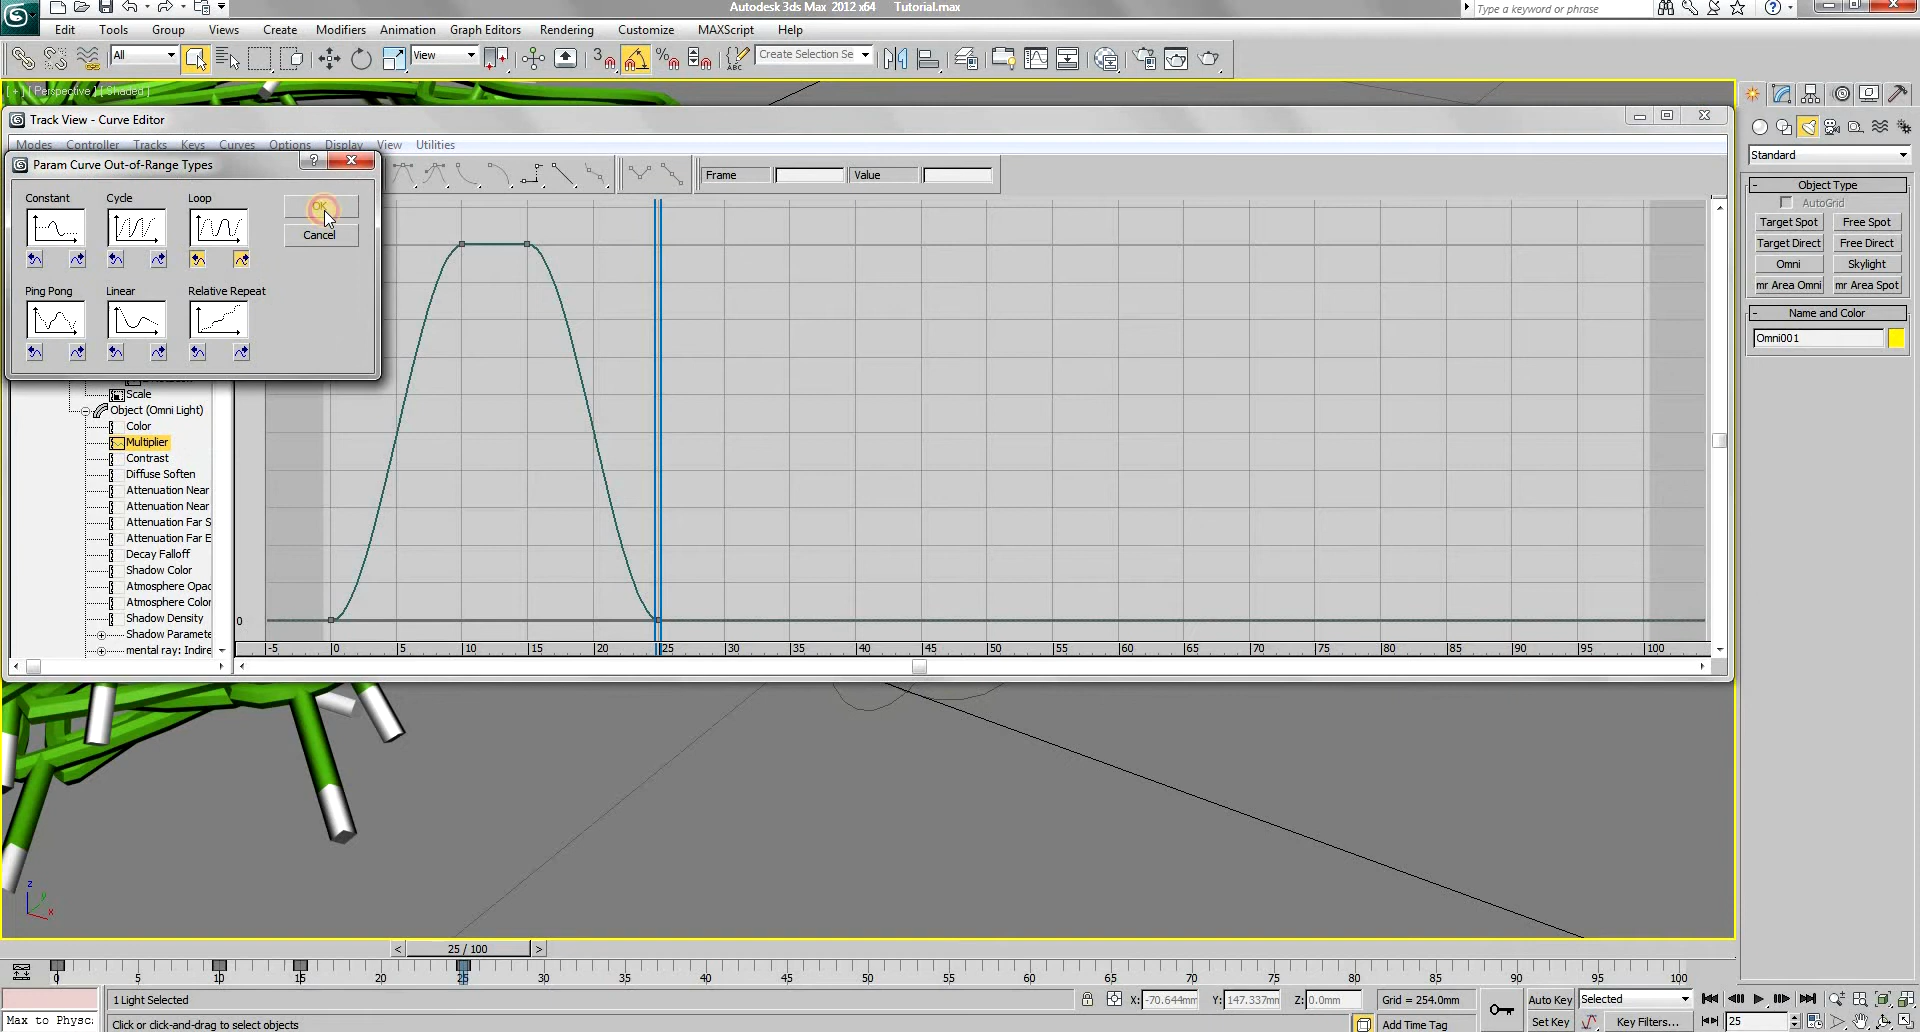 Autodesk 3ds Max 2012 x64 Tutorial.max
Type a keyword or phrase
Edit Tools Group Views Create Modifiers Animation Graph Editors Rendering Customize MAXScript Help
All View 3 % ABC Create Selection Se
[ + ] [ Perspective ] [ Shaded ]
Track View - Curve Editor
Modes Controller Tracks Keys Curves Options Display View Utilities
Param Curve Out-of-Range Types
Frame Value
Constant Cycle Loop
OK
Cancel
Ping Pong Linear Relative Repeat
Scale
Object (Omni Light)
Color
Multiplier
Contrast
Diffuse Soften
Attenuation Near
Attenuation Near
Attenuation Far S
Attenuation Far E
Decay Falloff
Shadow Color
Atmosphere Opac
Atmosphere Color
Shadow Density
Shadow Paramete
mental ray: Indire
0
-5 0 5 10 15 20 25 30 35 40 45 50 55 60 65 70 75 80 85 90 95 100
Standard
Object Type
AutoGrid
Target Spot Free Spot
Target Direct Free Direct
Omni Skylight
mr Area Omni mr Area Spot
Name and Color
Omni001
z
y
x
< 25 / 100 >
0 5 10 15 20 25 30 35 40 45 50 55 60 65 70 75 80 85 90 95 100
1 Light Selected X: -70.644mm Y: 147.337mm Z: 0.0mm Grid = 254.0mm Auto Key Selected
Max to Physc: Click or click-and-drag to select objects Add Time Tag Set Key Key Filters... 25